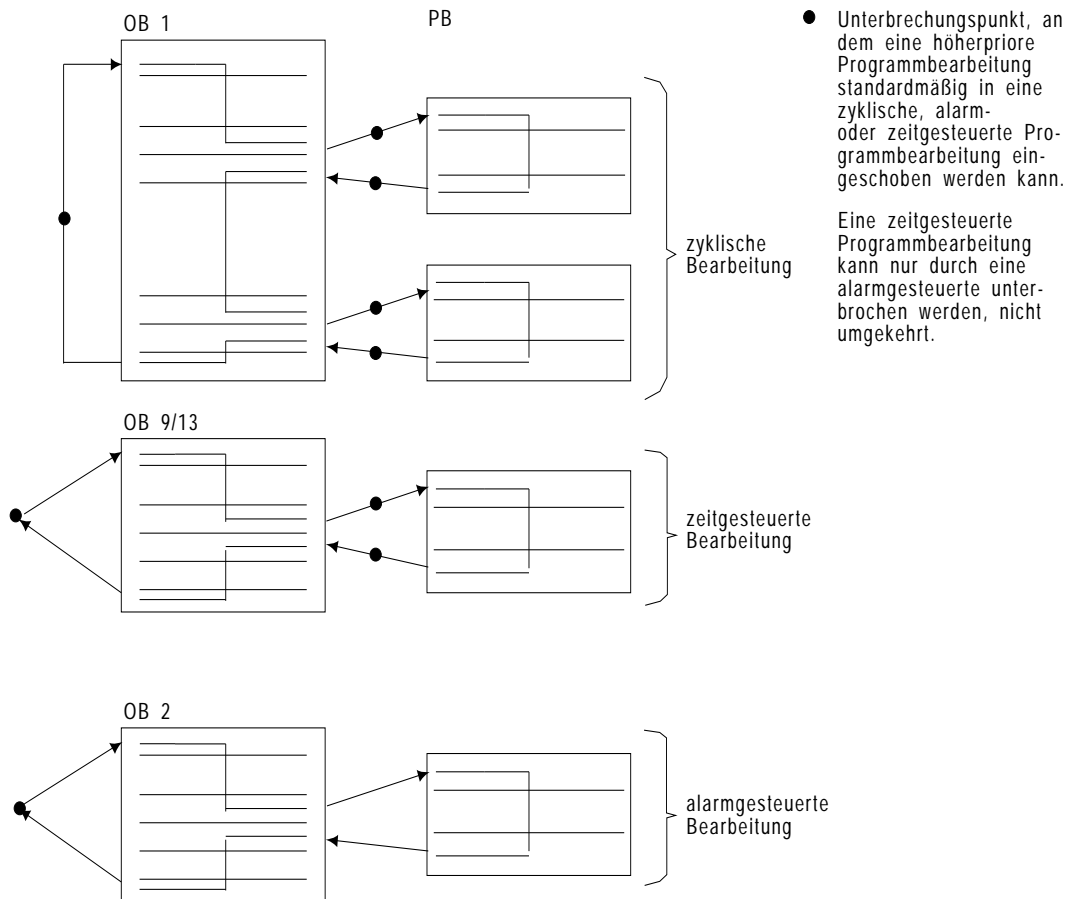 OB 1
PB
zyklische
Bearbeitung
OB 9/13
zeitgesteuerte
Bearbeitung
OB 2
alarmgesteuerte
Bearbeitung
Unterbrechungspunkt, an
dem eine höherpriore
Programmbearbeitung
standardmäßig in eine
zyklische, alarm-
oder zeitgesteuerte Pro-
grammbearbeitung ein-
geschoben werden kann.
Eine zeitgesteuerte
Programmbearbeitung
kann nur durch eine
alarmgesteuerte unter-
brochen werden, nicht
umgekehrt.